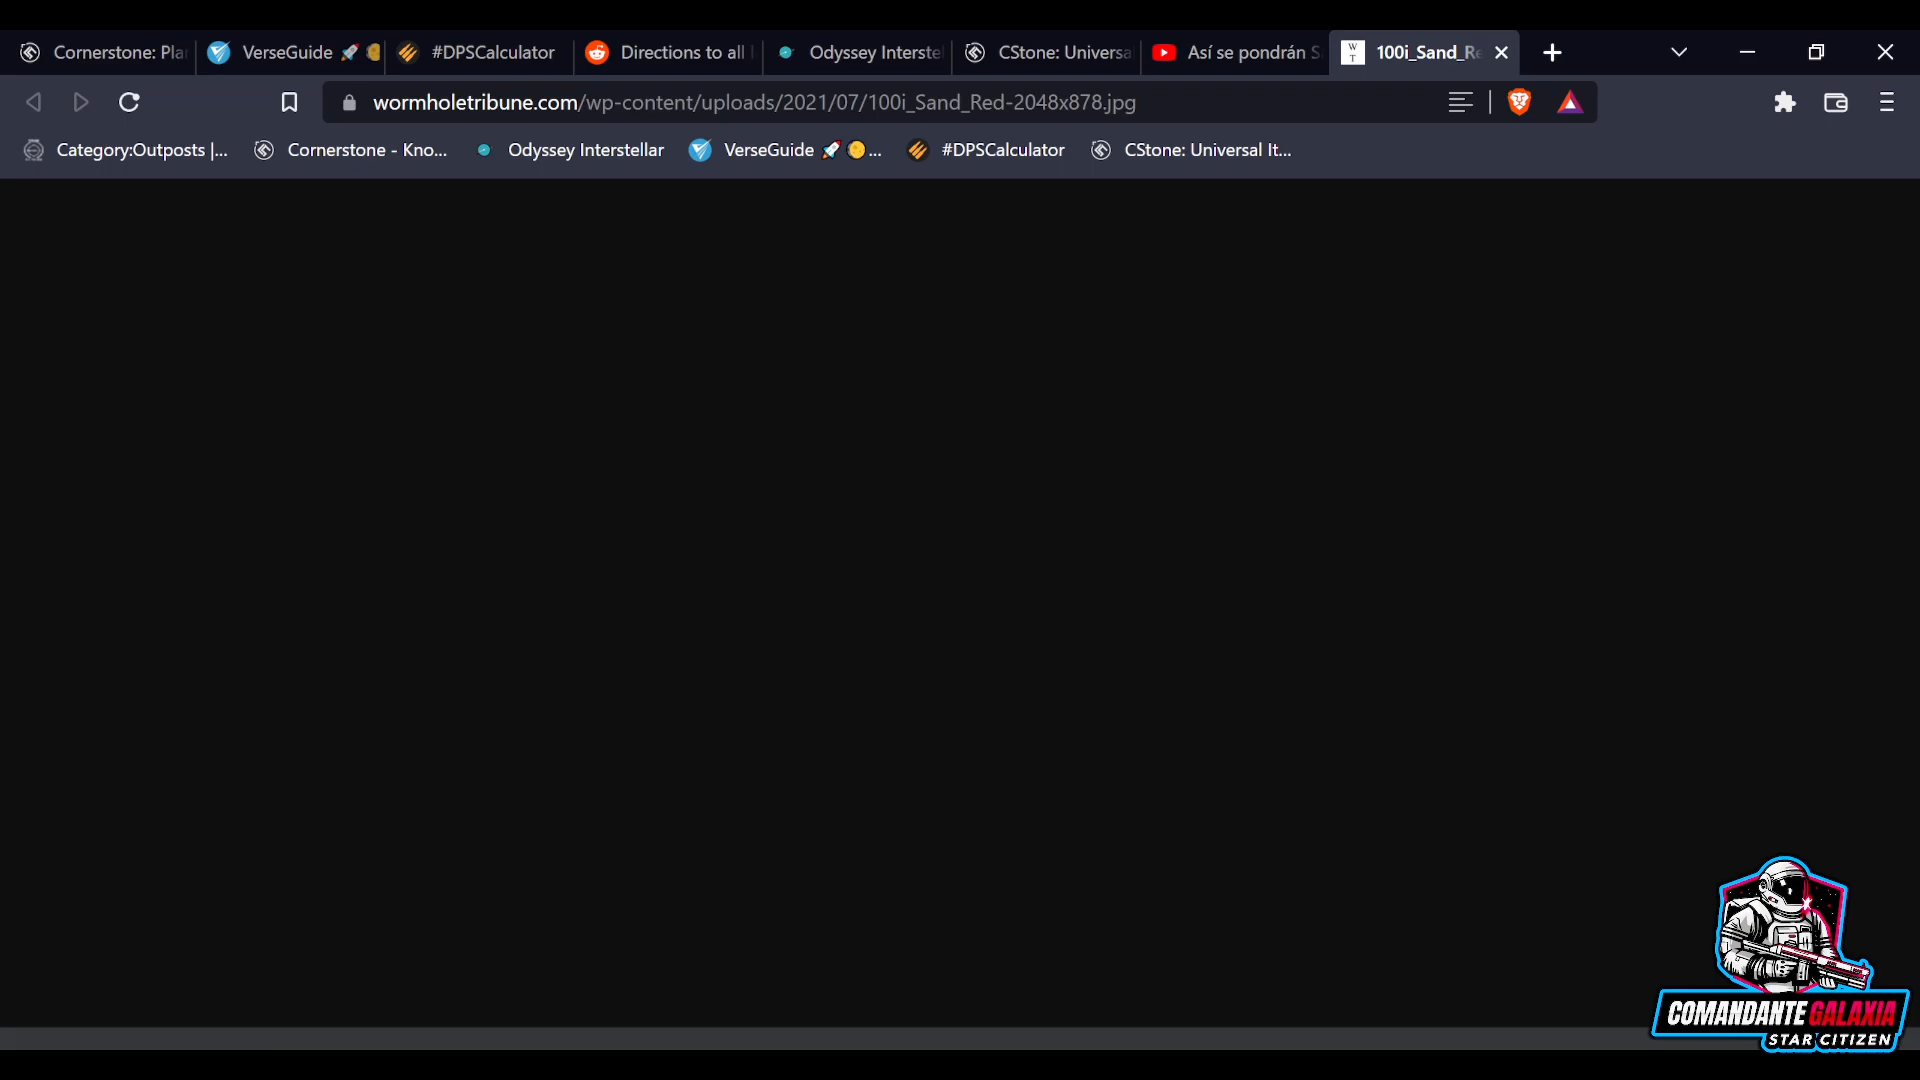 Cornerstone: Pla
VerseGuide 🚀
#DPSCalculator
Directions to all
Odyssey Interste
CStone: Universa
Así se pondrán S
W
T
100i_Sand_Re
wormholetribune.com/wp-content/uploads/2021/07/100i_Sand_Red-2048x878.jpg
Category:Outposts |...
Cornerstone - Kno...
Odyssey Interstellar
VerseGuide 🚀 🌕...
#DPSCalculator
CStone: Universal It...
COMANDANTE GALAXIA
STAR CITIZEN